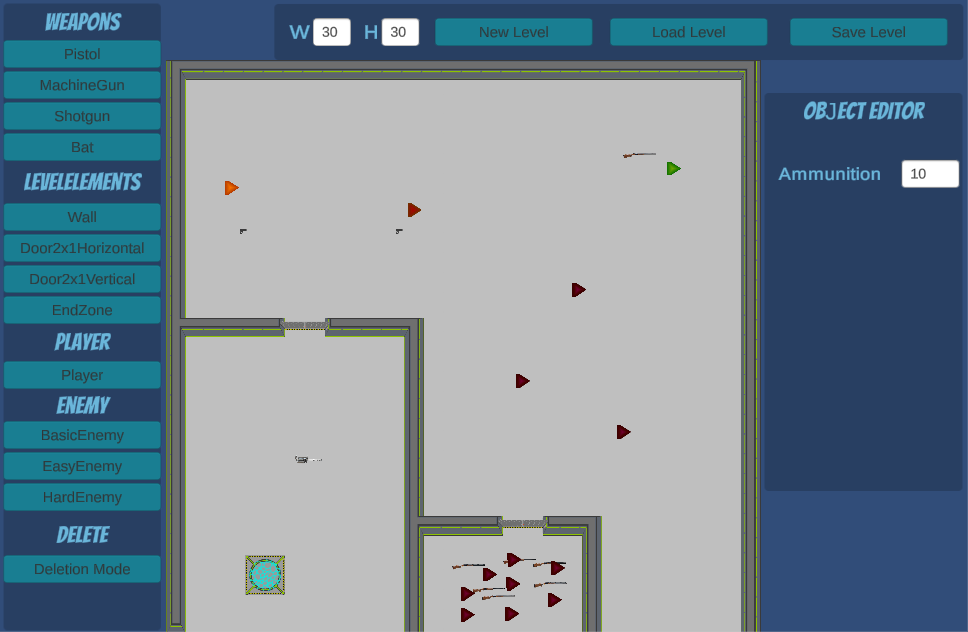 WEAPONS
Pistol
MachineGun
Shotgun
Bat
LEVELELEMENTS
Wall
Door2x1Horizontal
Door2x1Vertical
EndZone
PLAYER
Player
ENEMY
BasicEnemy
EasyEnemy
HardEnemy
DELETE
Deletion Mode
W 30 H 30 New Level Load Level Save Level
OBJECT EDITOR
Ammunition 10